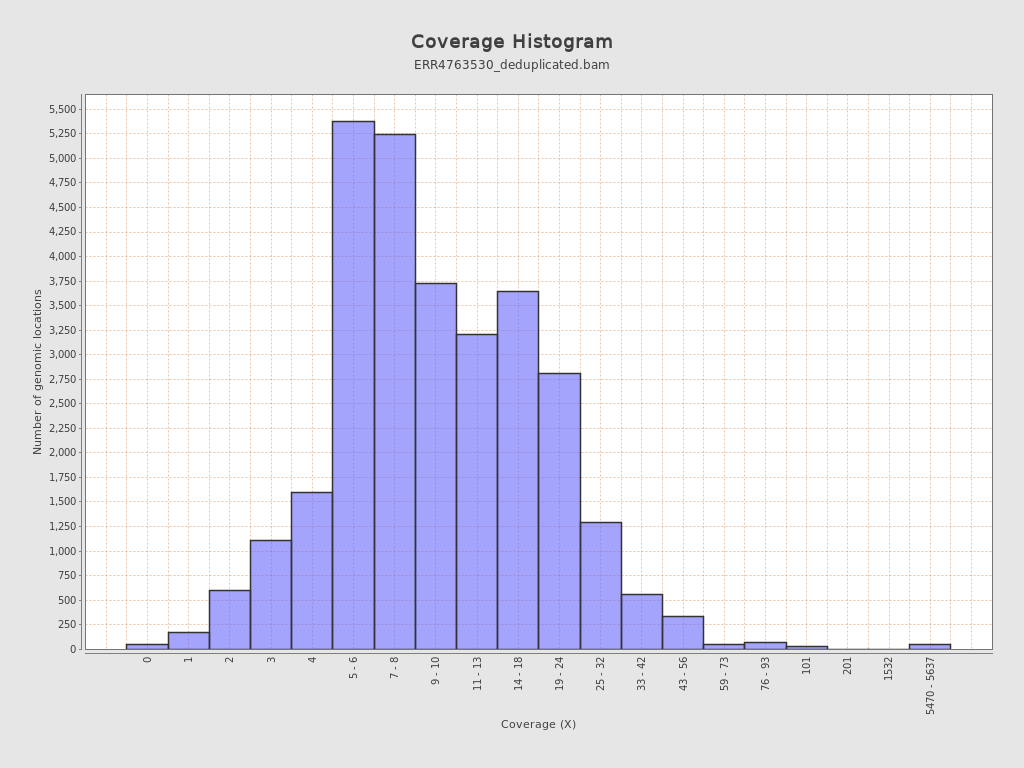 Coverage Histogram
ERR4763530_deduplicated.bam
Number of genomic locations
5,500
5,250
5,000
4,750
4,500
4,250
4,000
3,750
3,500
3,250
3,000
2,750
2,500
2,250
2,000
1,750
1,500
1,250
1,000
750
500
250
0
0
1
2
3
4
5 - 6
7 - 8
9 - 10
11 - 13
14 - 18
19 - 24
25 - 32
33 - 42
43 - 56
59 - 73
76 - 93
101
201
1532
5470 - 5637
Coverage (X)